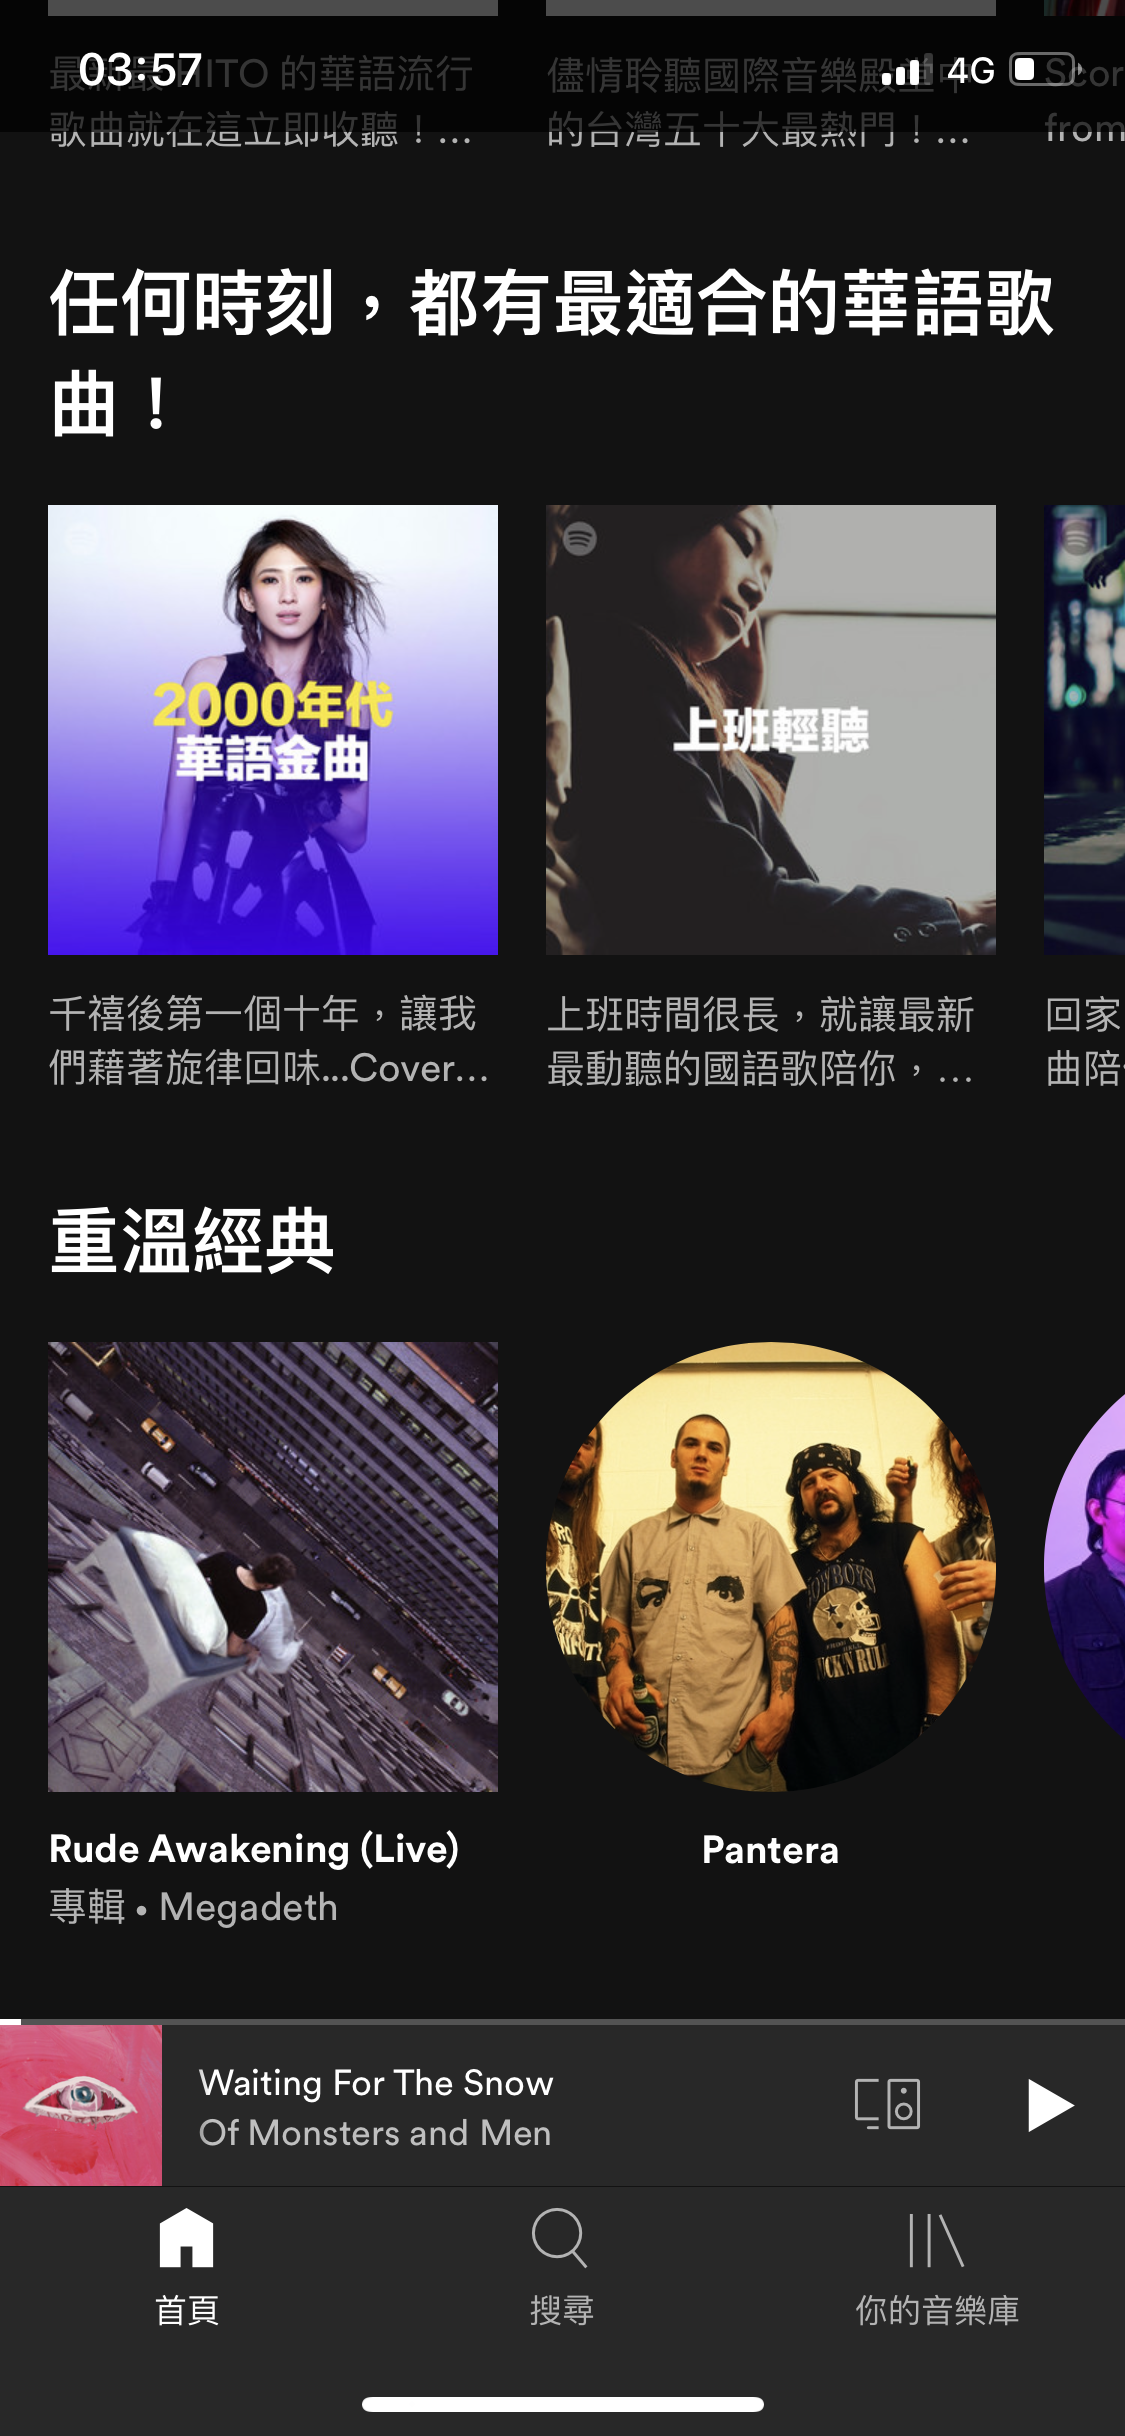 03:57
4G
最新最 HITO 的華語流行
歌曲就在這立即收聽！...
儘情聆聽國際音樂殿堂中
的台灣五十大最熱門！...
Scor
from
任何時刻，都有最適合的華語歌
曲！
2000年代
華語金曲
上班輕聽
千禧後第一個十年，讓我
們藉著旋律回味...Cover...
上班時間很長，就讓最新
最動聽的國語歌陪你，...
回家
曲陪
重溫經典
COWBOYS
Rude Awakening (Live)
專輯 • Megadeth
Pantera
Waiting For The Snow
Of Monsters and Men
首頁
搜尋
你的音樂庫